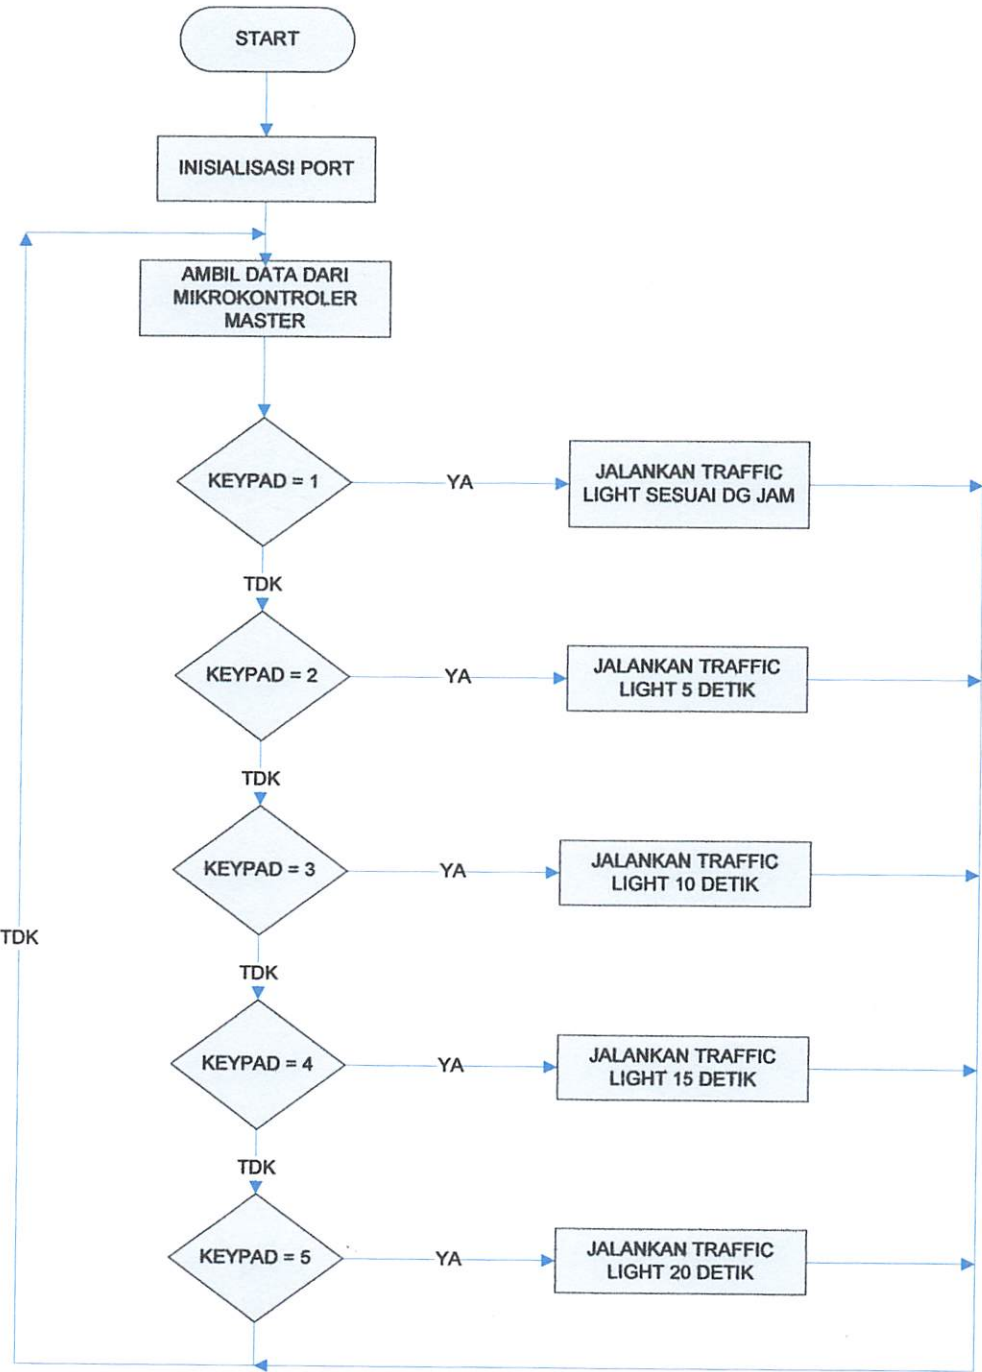 START
INISIALISASI PORT
AMBIL DATA DARI
MIKROKONTROLER
MASTER
KEYPAD = 1
YA
JALANKAN TRAFFIC
LIGHT SESUAI DG JAM
TDK
KEYPAD = 2
YA
JALANKAN TRAFFIC
LIGHT 5 DETIK
TDK
KEYPAD = 3
YA
JALANKAN TRAFFIC
LIGHT 10 DETIK
TDK
TDK
KEYPAD = 4
YA
JALANKAN TRAFFIC
LIGHT 15 DETIK
TDK
KEYPAD = 5
YA
JALANKAN TRAFFIC
LIGHT 20 DETIK